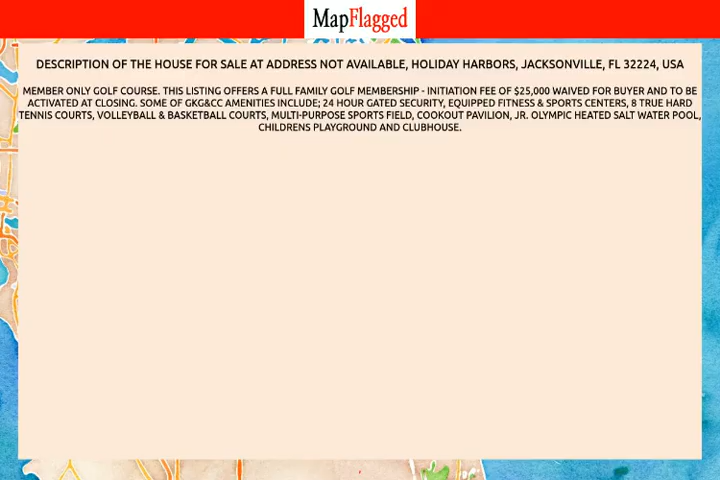 MapFlagged
DESCRIPTION OF THE HOUSE FOR SALE AT ADDRESS NOT AVAILABLE, HOLIDAY HARBORS, JACKSONVILLE, FL 32224, USA
MEMBER ONLY GOLF COURSE. THIS LISTING OFFERS A FULL FAMILY GOLF MEMBERSHIP - INITIATION FEE OF $25,000 WAIVED FOR BUYER AND TO BE
ACTIVATED AT CLOSING. SOME OF GKG&CC AMENITIES INCLUDE; 24 HOUR GATED SECURITY, EQUIPPED FITNESS & SPORTS CENTERS, 8 TRUE HARD
TENNIS COURTS, VOLLEYBALL & BASKETBALL COURTS, MULTI-PURPOSE SPORTS FIELD, COOKOUT PAVILION, JR. OLYMPIC HEATED SALT WATER POOL,
CHILDRENS PLAYGROUND AND CLUBHOUSE.